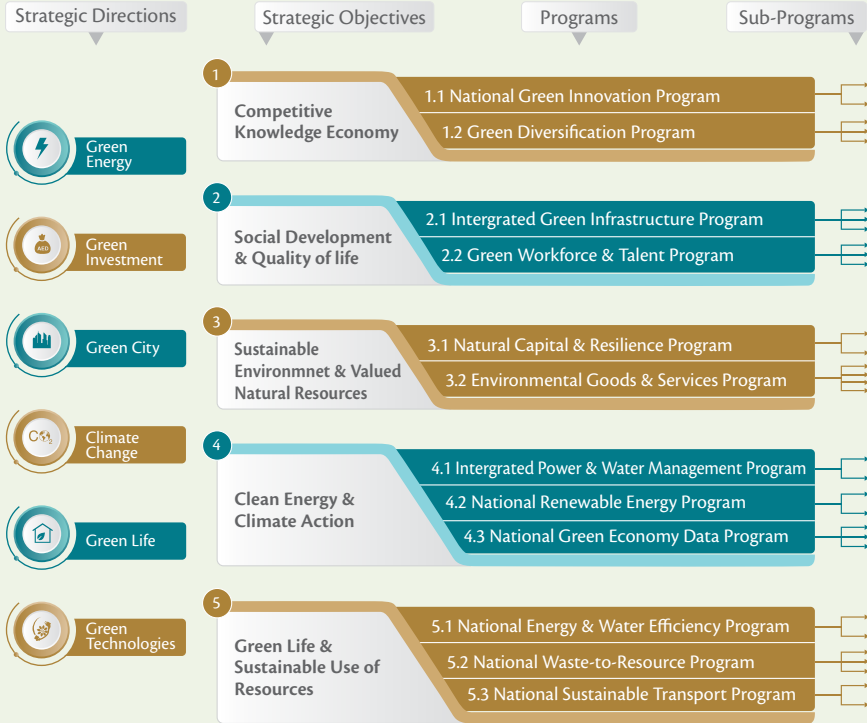 Strategic Directions
Strategic Objectives
Programs
Sub-Programs
Green
Energy
AED
Green
Investment
Green City
CO2
Climate
Change
Green Life
Green
Technologies
1
Competitive
Knowledge Economy
1.1 National Green Innovation Program
1.2 Green Diversification Program
2
Social Development
& Quality of life
2.1 Intergrated Green Infrastructure Program
2.2 Green Workforce & Talent Program
3
Sustainable
Environmnet & Valued
Natural Resources
3.1 Natural Capital & Resilience Program
3.2 Environmental Goods & Services Program
4
Clean Energy &
Climate Action
4.1 Intergrated Power & Water Management Program
4.2 National Renewable Energy Program
4.3 National Green Economy Data Program
5
Green Life &
Sustainable Use of
Resources
5.1 National Energy & Water Efficiency Program
5.2 National Waste-to-Resource Program
5.3 National Sustainable Transport Program